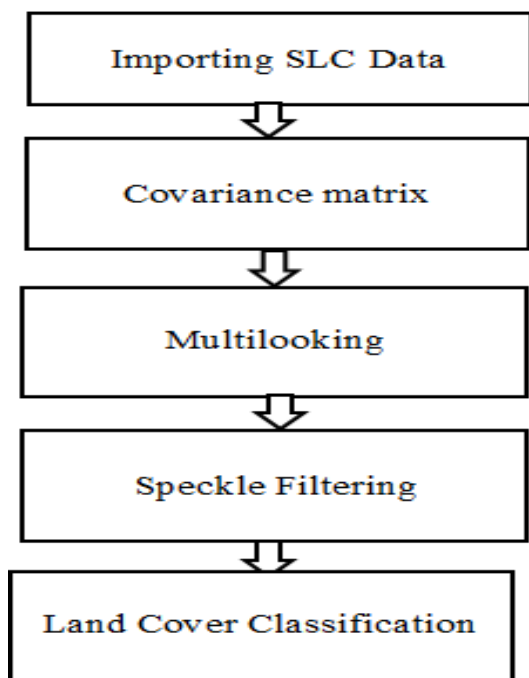 Importing SLC Data
Covariance matrix
Multilooking
Speckle Filtering
Land Cover Classification